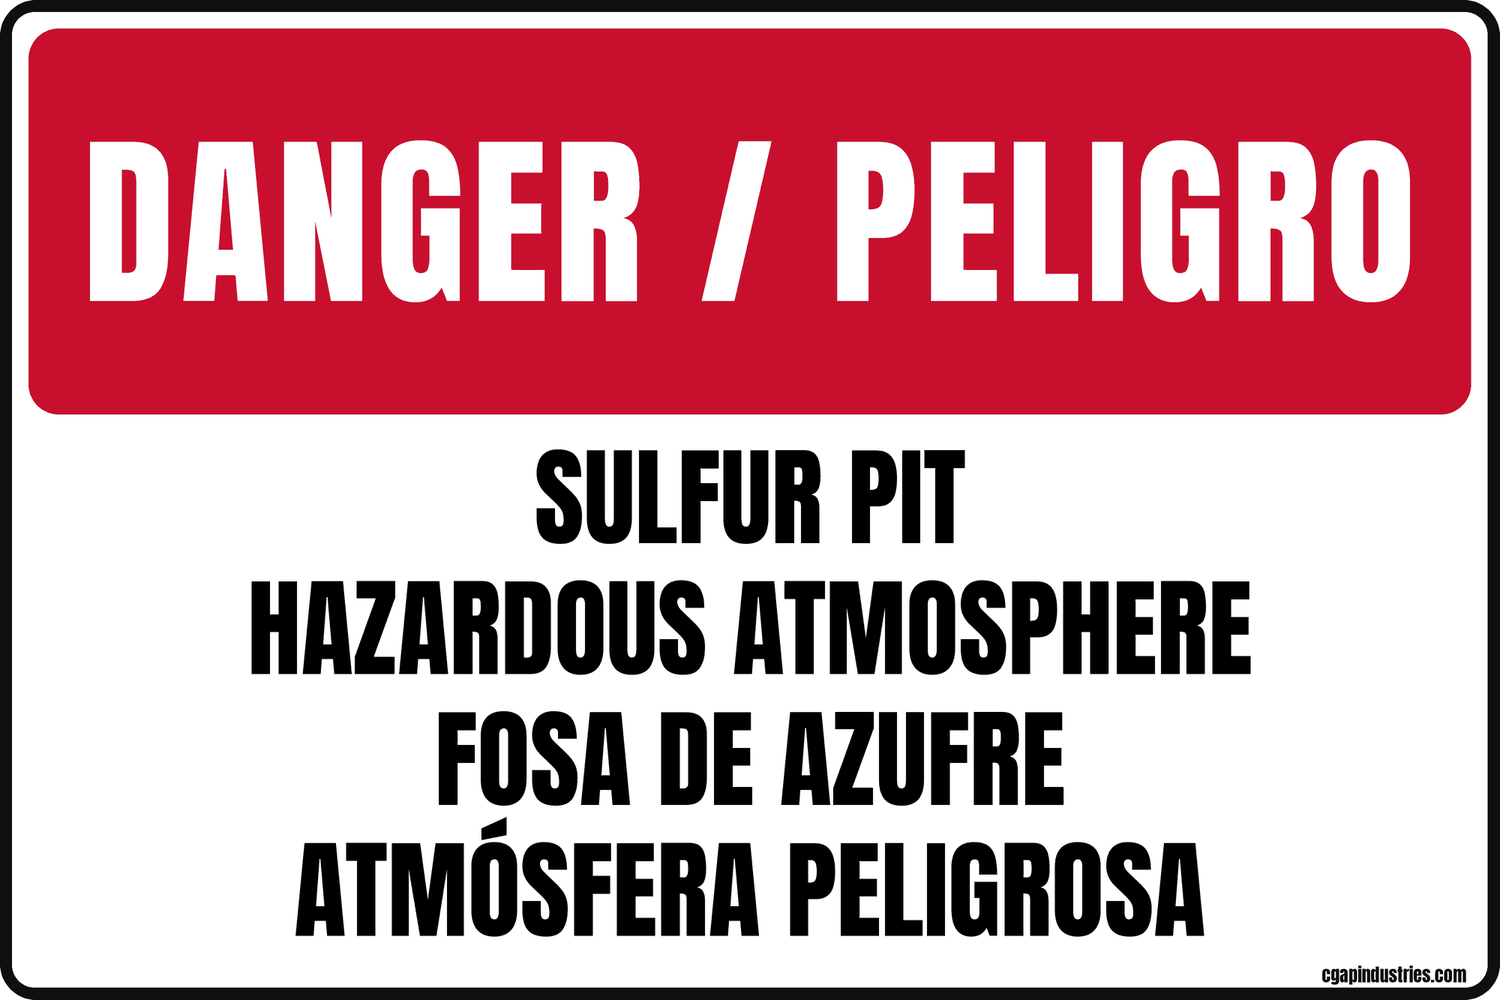 DANGER / PELIGRO
SULFUR PIT
HAZARDOUS ATMOSPHERE
FOSA DE AZUFRE
ATMÓSFERA PELIGROSA
cgapindustries.com